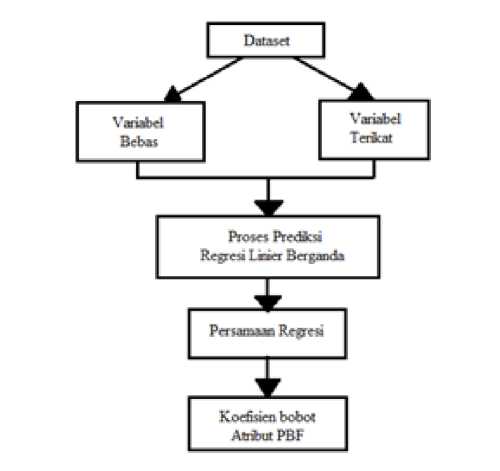 Dataset
Variabel
Bebas
Variabel
Terikat
Proses Prediksi
Regresi Linier Berganda
Persamaan Regresi
Koefisien bobot
Atribut PBF